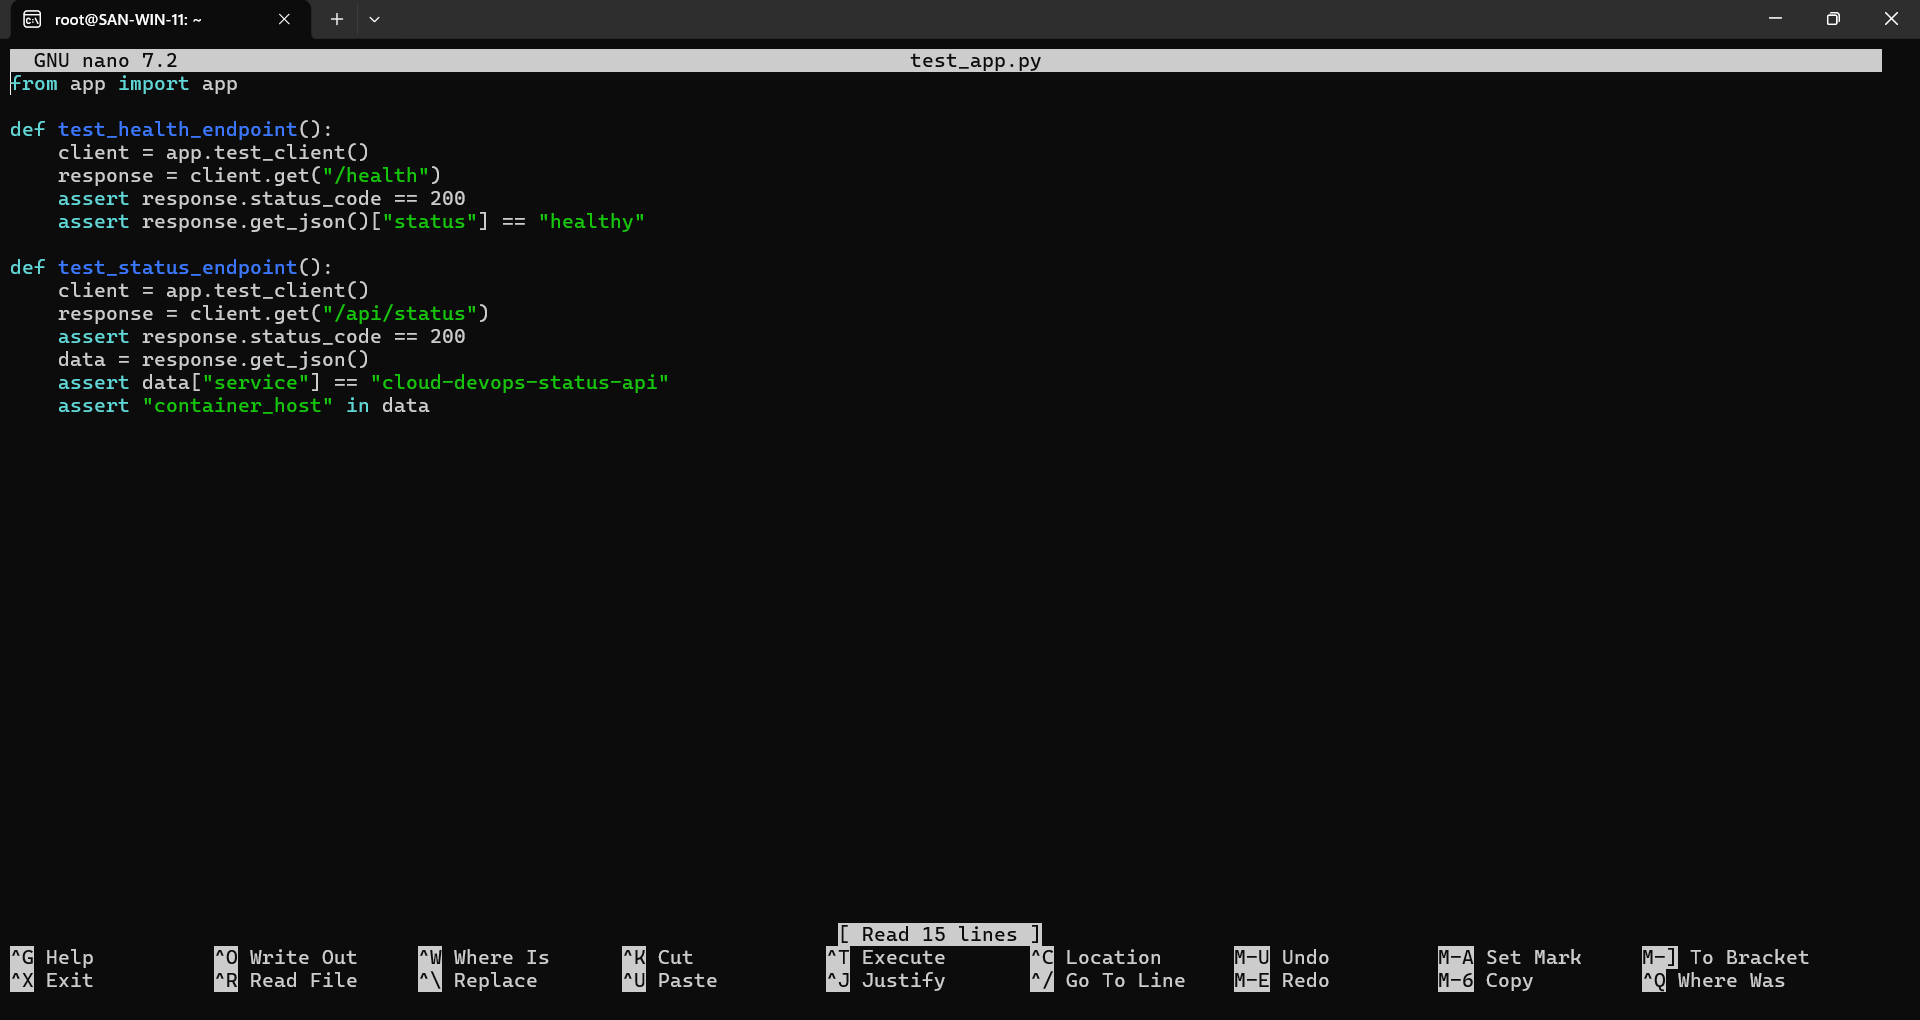 root@SAN-WIN-11: ~
GNU nano 7.2 test_app.py
from app import app
def test_health_endpoint():
    client = app.test_client()
    response = client.get("/health")
    assert response.status_code == 200
    assert response.get_json()["status"] == "healthy"
def test_status_endpoint():
    client = app.test_client()
    response = client.get("/api/status")
    assert response.status_code == 200
    data = response.get_json()
    assert data["service"] == "cloud-devops-status-api"
    assert "container_host" in data
[ Read 15 lines ]
^G Help ^O Write Out ^W Where Is ^K Cut ^T Execute ^C Location M-U Undo M-A Set Mark M-] To Bracket
^X Exit ^R Read File ^\ Replace ^U Paste ^J Justify ^/ Go To Line M-E Redo M-6 Copy ^Q Where Was